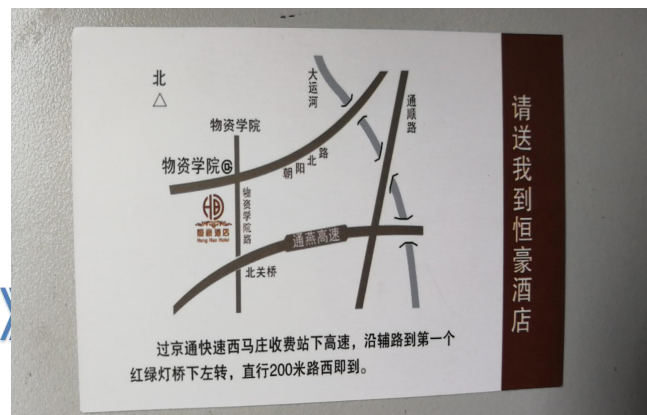 北
大运河
通顺路
物资学院
物资学院
朝阳北路
物资学院路
恒豪酒店
Heng Hao Hotel
通燕高速
北关桥
过京通快速西马庄收费站下高速，沿辅路到第一个
红绿灯桥下左转，直行200米路西即到。
请送我到恒豪酒店